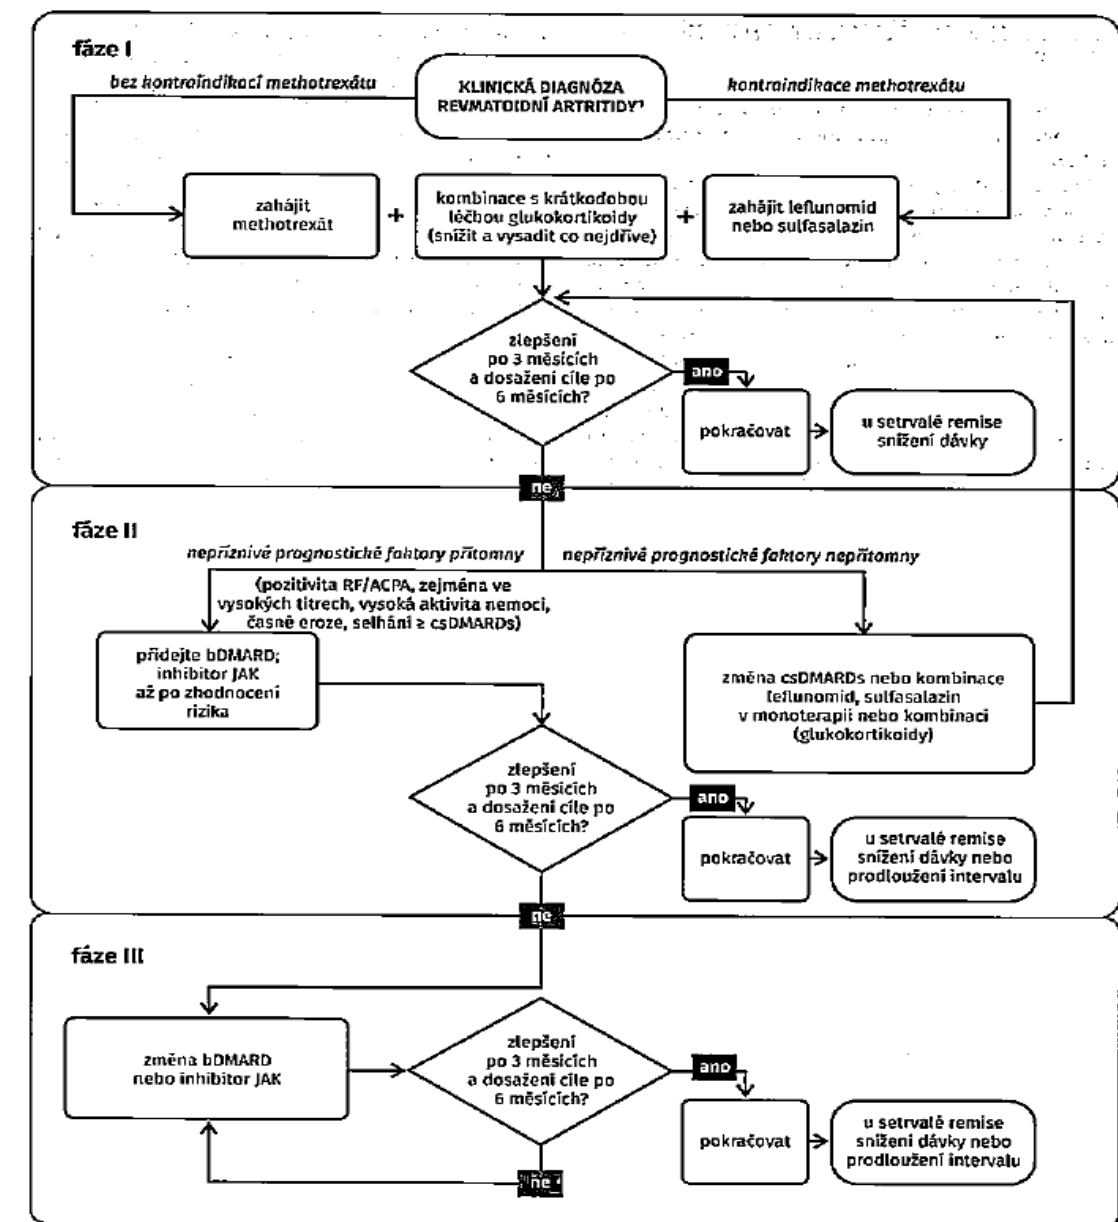 fáze I
bez kontraindikací methotrexátu
KLINICKÁ DIAGNÓZA
REVMATOIDNÍ ARTRITIDY¹
kontraindikace methotrexátu
zahájit
methotrexát
+
kombinace s krátkodobou
léčbou glukokortikoidy
(snížit a vysadit co nejdříve)
+
zahájit leflunomid
nebo sulfasalazin
zlepšení
po 3 měsících
a dosažení cíle po
6 měsících?
ano
pokračovat
u setrvalé remise
snížení dávky
ne
fáze II
nepříznivé prognostické faktory přítomny
nepříznivé prognostické faktory nepřítomny
(pozitivita RF/ACPA, zejména ve
vysokých titrech, vysoká aktivita nemoci,
časné eroze, selhání ≥ csDMARDs)
přidejte bDMARD;
inhibitor JAK
až po zhodnocení
rizika
změna csDMARDs nebo kombinace
leflunomid, sulfasalazin
v monoterapii nebo kombinaci
(glukokortikoidy)
zlepšení
po 3 měsících
a dosažení cíle po
6 měsících?
ano
pokračovat
u setrvalé remise
snížení dávky nebo
prodloužení intervalu
ne
fáze III
změna bDMARD
nebo inhibitor JAK
zlepšení
po 3 měsících
a dosažení cíle po
6 měsících?
ano
pokračovat
u setrvalé remise
snížení dávky nebo
prodloužení intervalu
ne